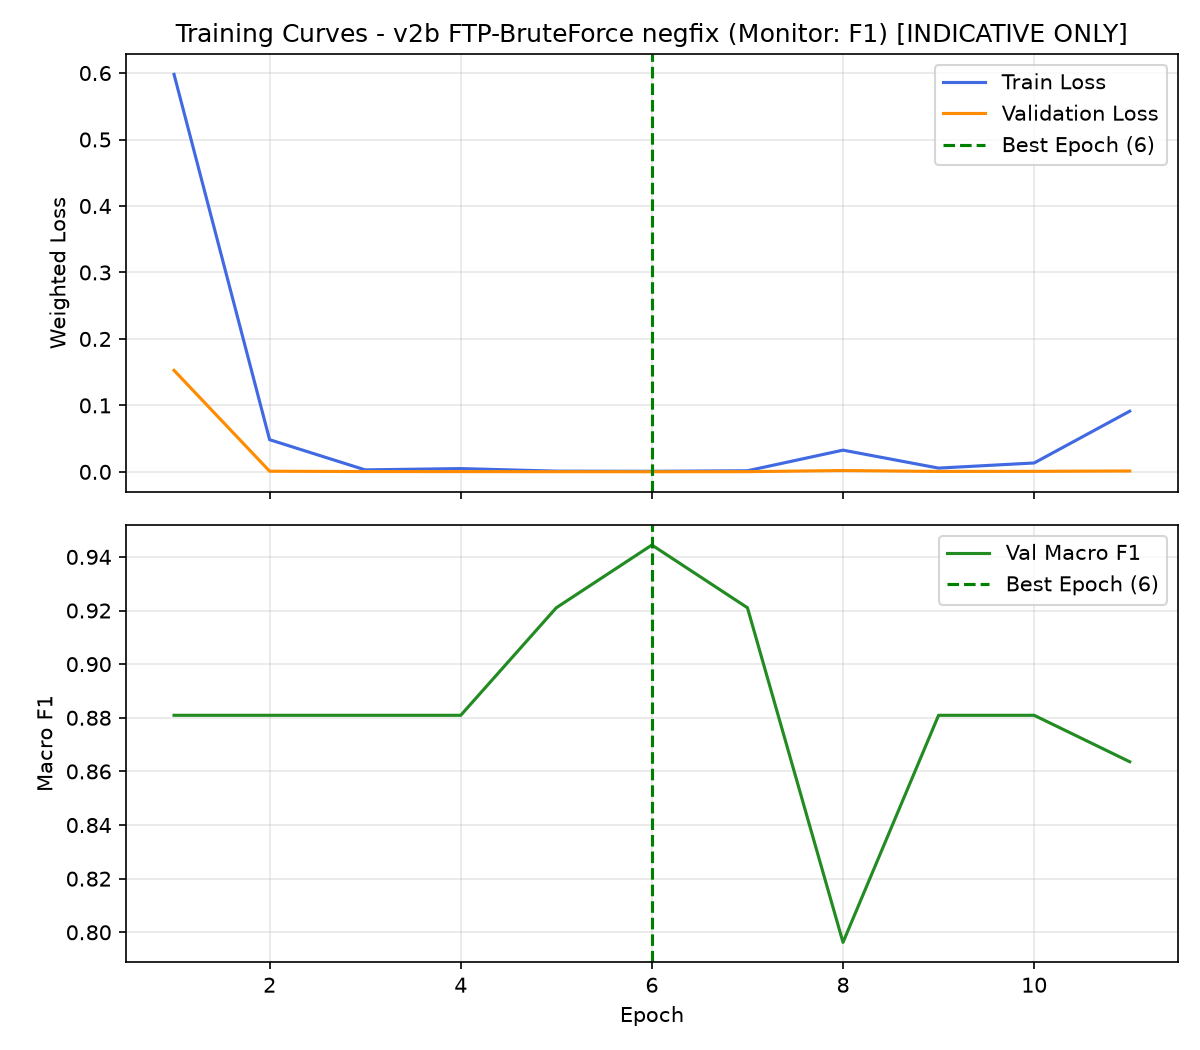 Training Curves - v2b FTP-BruteForce negfix (Monitor: F1) [INDICATIVE ONLY]
Train Loss
Validation Loss
Best Epoch (6)
0.6
0.5
0.4
0.3
0.2
0.1
0.0
Weighted Loss
Val Macro F1
Best Epoch (6)
0.94
0.92
0.90
0.88
0.86
0.84
0.82
0.80
Macro F1
2 4 6 8 10
Epoch